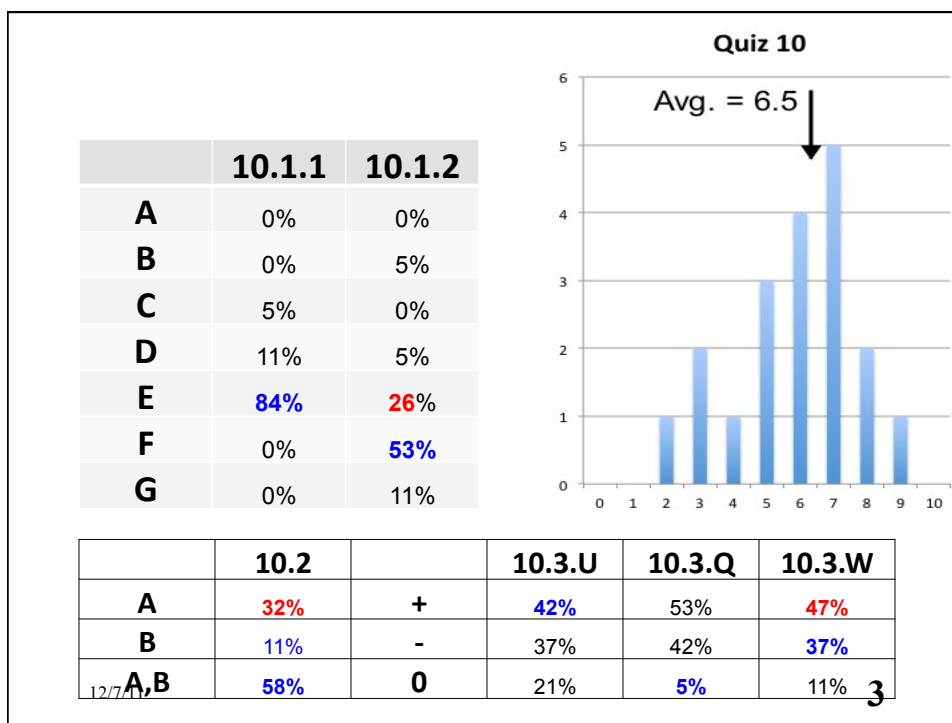 Quiz 10
6
Avg. = 6.5
5
4
3
2
1
0
0 1 2 3 4 5 6 7 8 9 10
10.1.1 10.1.2
A 0% 0%
B 0% 5%
C 5% 0%
D 11% 5%
E 84% 26%
F 0% 53%
G 0% 11%
10.2 10.3.U 10.3.Q 10.3.W
A 32% + 42% 53% 47%
B 11% - 37% 42% 37%
A,B 58% 0 21% 5% 11%
12/7/11 3